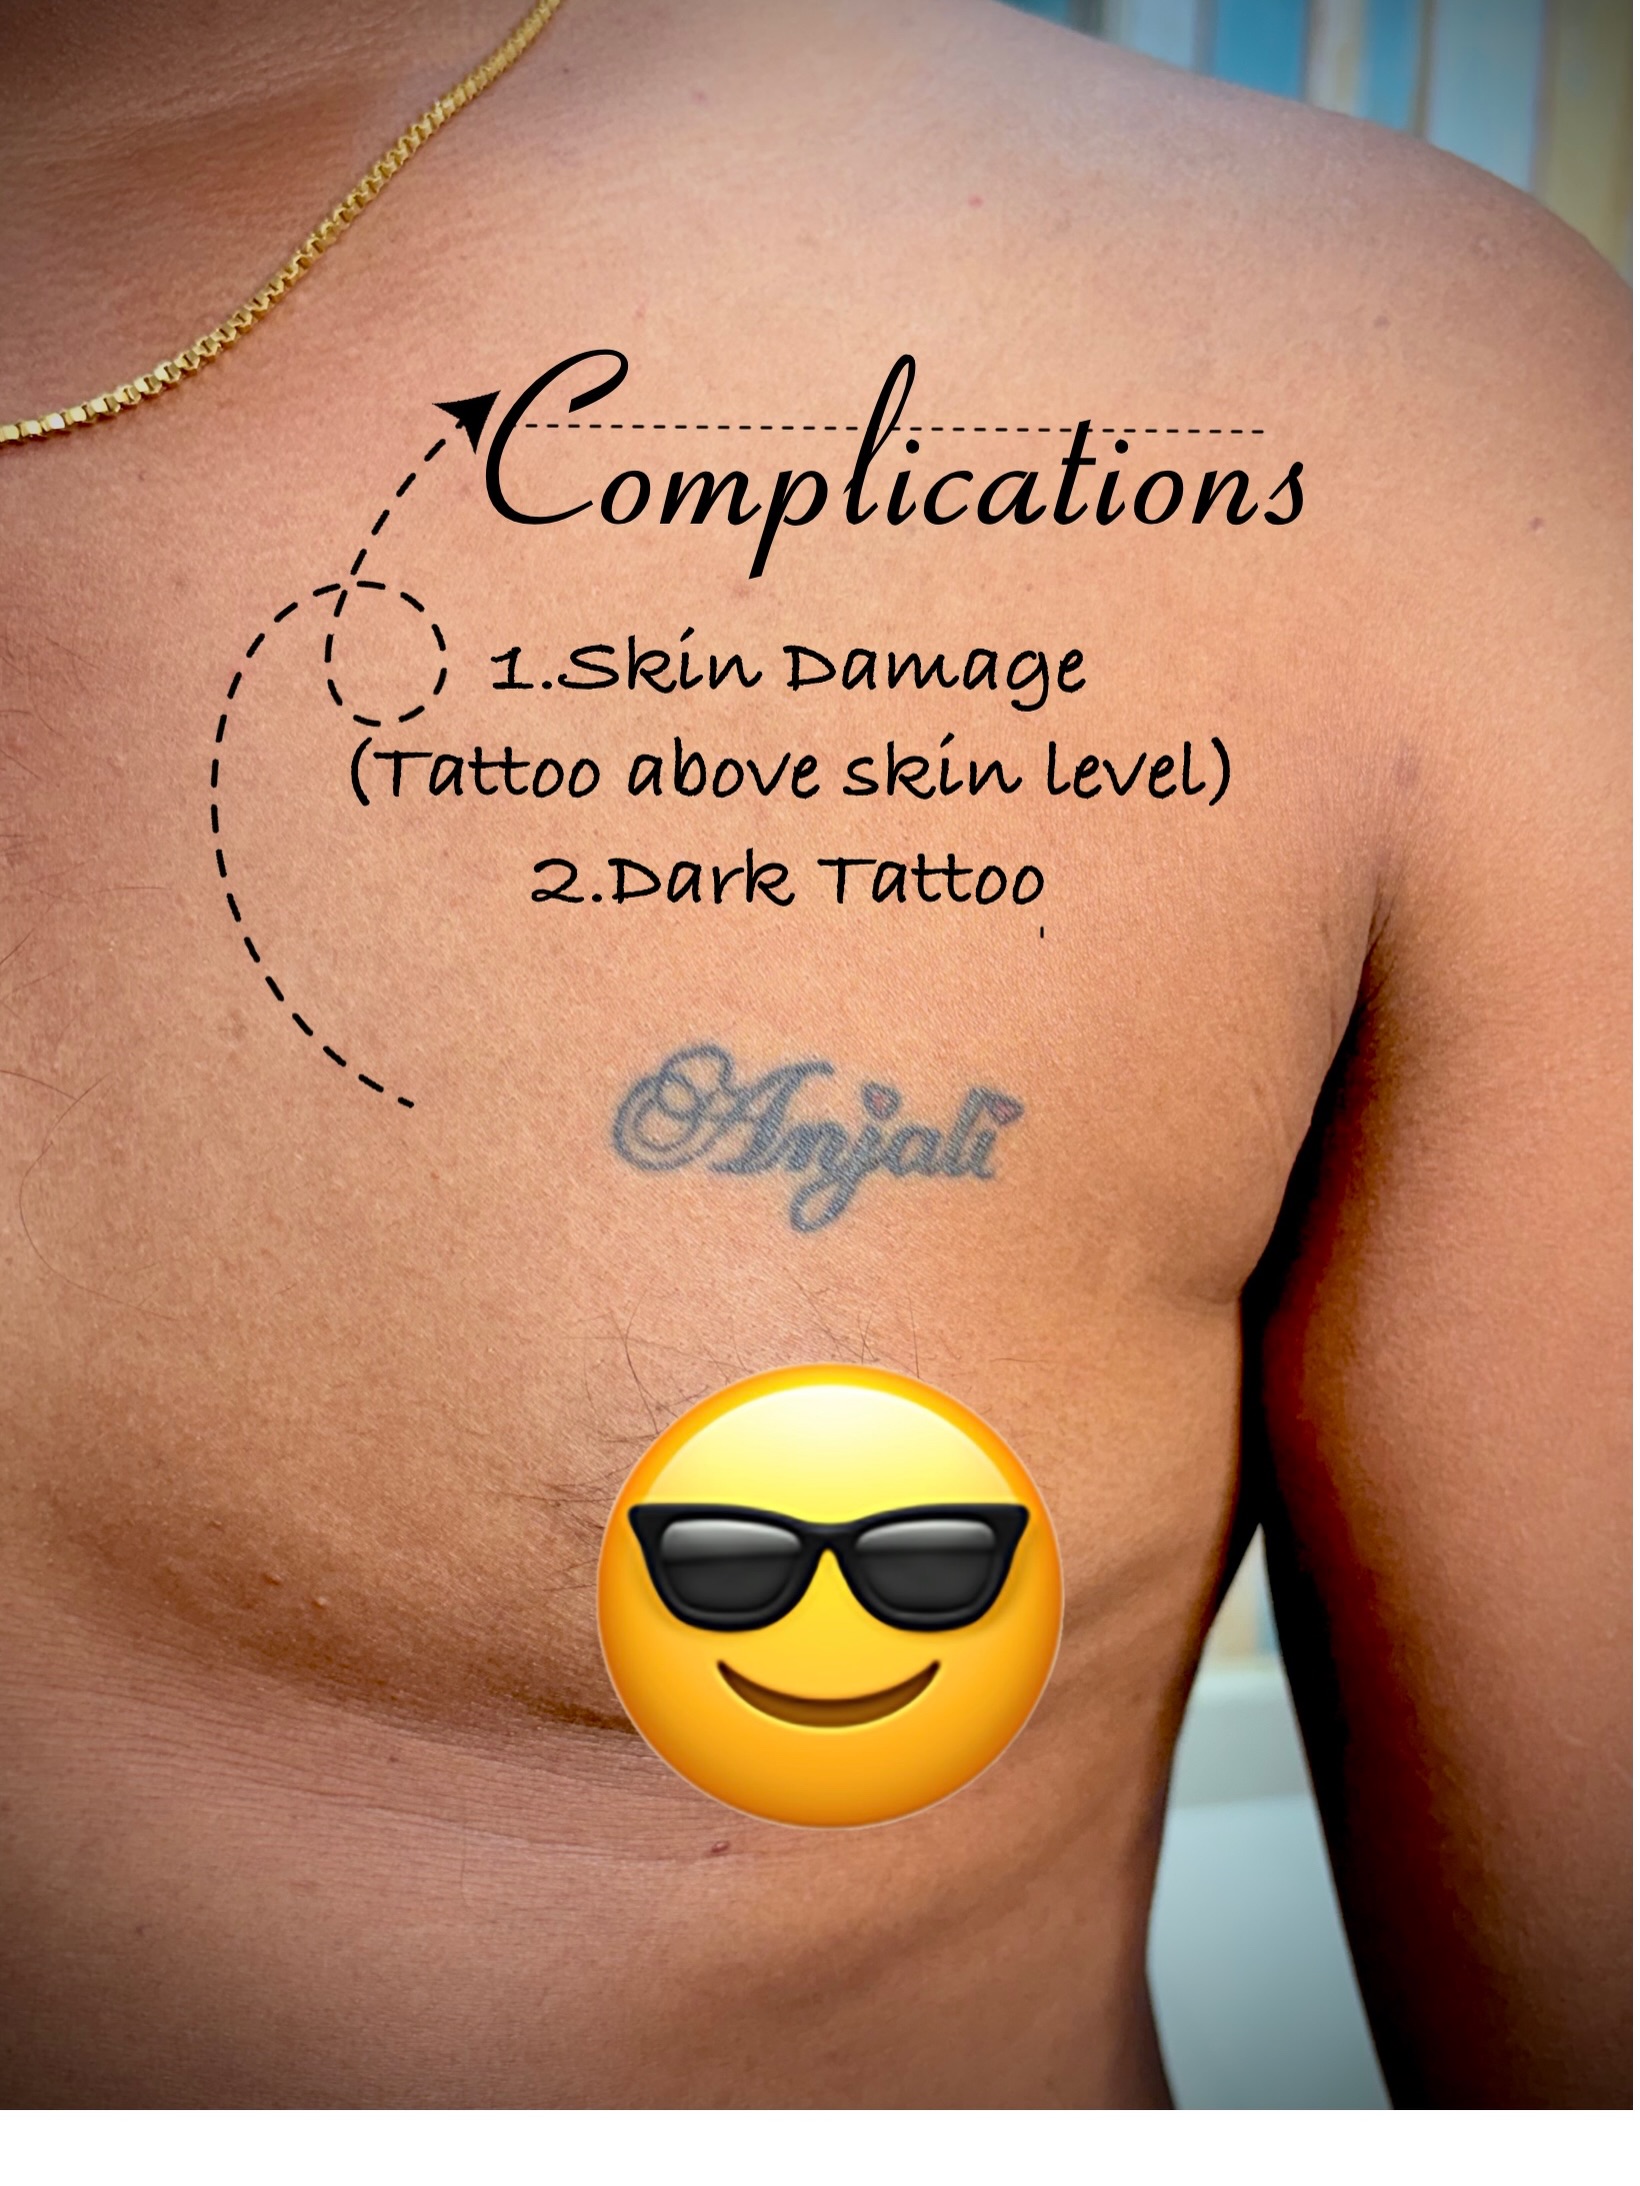 Complications
1.Skin Damage
(Tattoo above skin level)
2.Dark Tattoo
Anjali